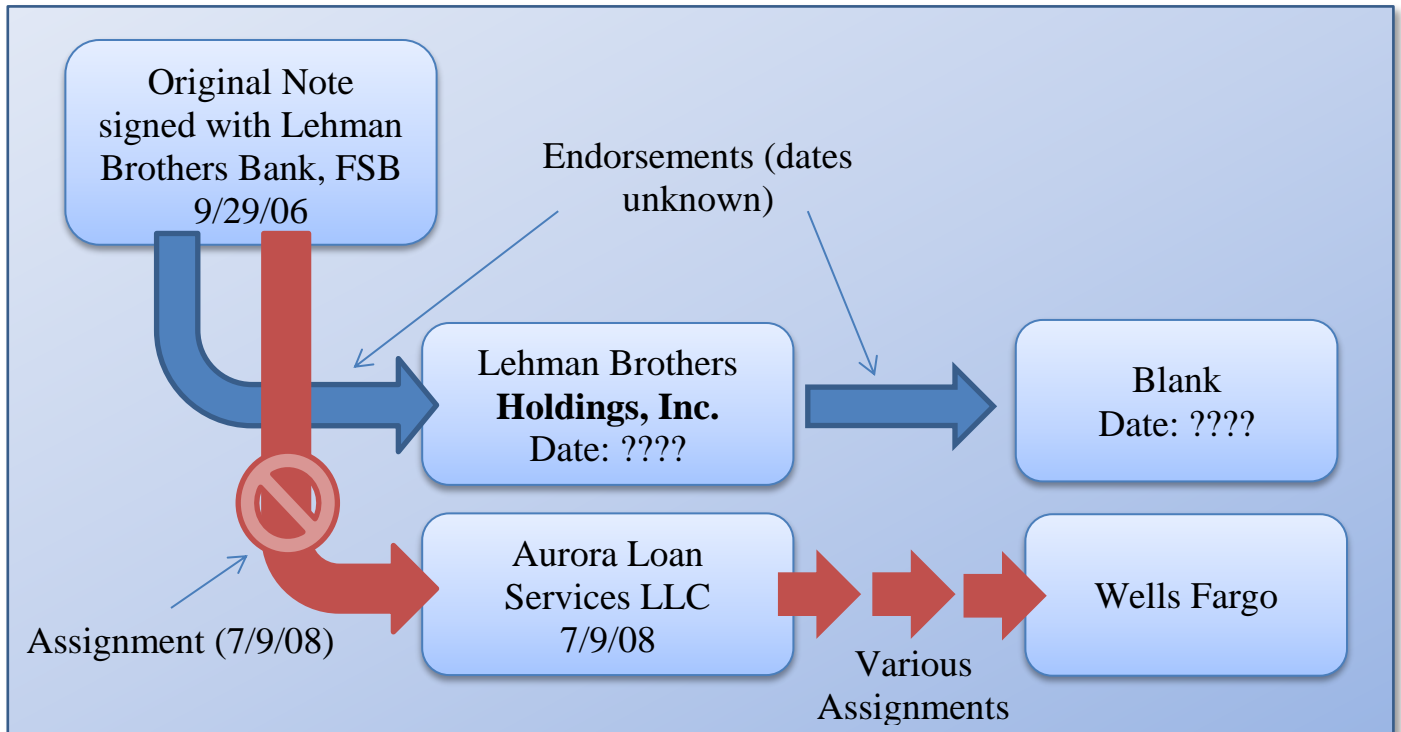 Original Note
signed with Lehman
Brothers Bank, FSB
9/29/06
Endorsements (dates
unknown)
Lehman Brothers
Holdings, Inc.
Date: ????
Blank
Date: ????
Assignment (7/9/08)
Aurora Loan
Services LLC
7/9/08
Various
Assignments
Wells Fargo